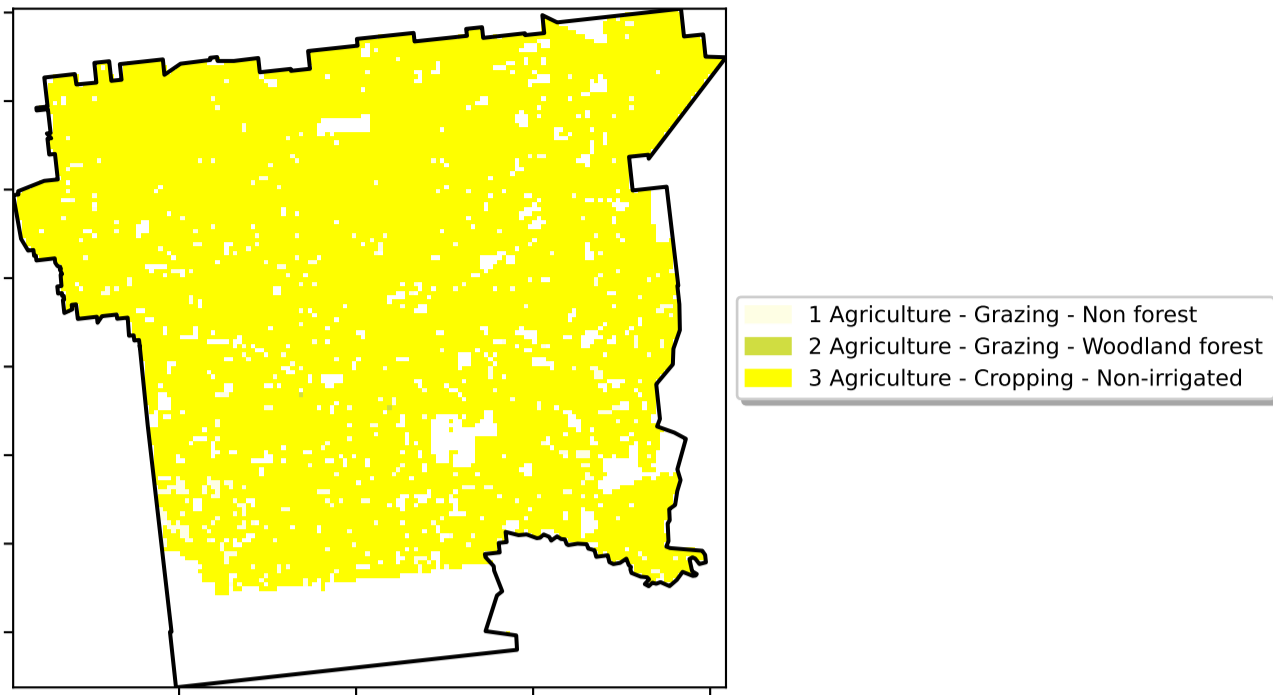 1 Agriculture - Grazing - Non forest
2 Agriculture - Grazing - Woodland forest
3 Agriculture - Cropping - Non-irrigated